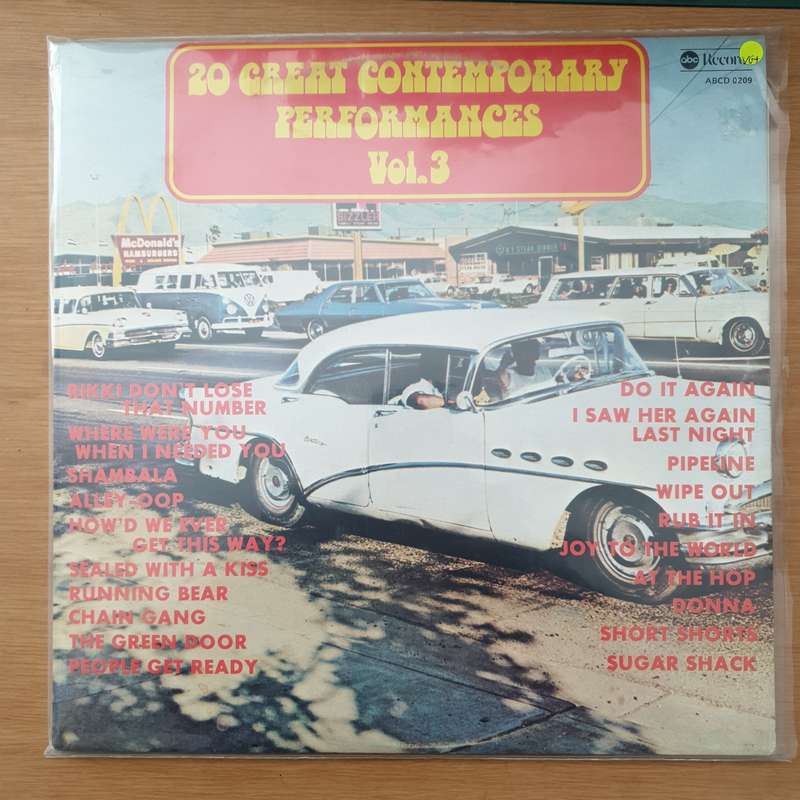 20 GREAT CONTEMPORARY
PERFORMANCES
Vol. 3
abc Records
ABCD 0209
McDonald's
HAMBURGERS
SIZZLER
RIKKI DON'T LOSE
THAT NUMBER
WHERE WERE YOU
WHEN I NEEDED YOU
SHAMBALA
ALLEY-OOP
HOW'D WE EVER
GET THIS WAY?
SEALED WITH A KISS
RUNNING BEAR
CHAIN GANG
THE GREEN DOOR
PEOPLE GET READY
DO IT AGAIN
I SAW HER AGAIN
LAST NIGHT
PIPELINE
WIPE OUT
RUB IT IN
JOY TO THE WORLD
AT THE HOP
DONNA
SHORT SHORTS
SUGAR SHACK